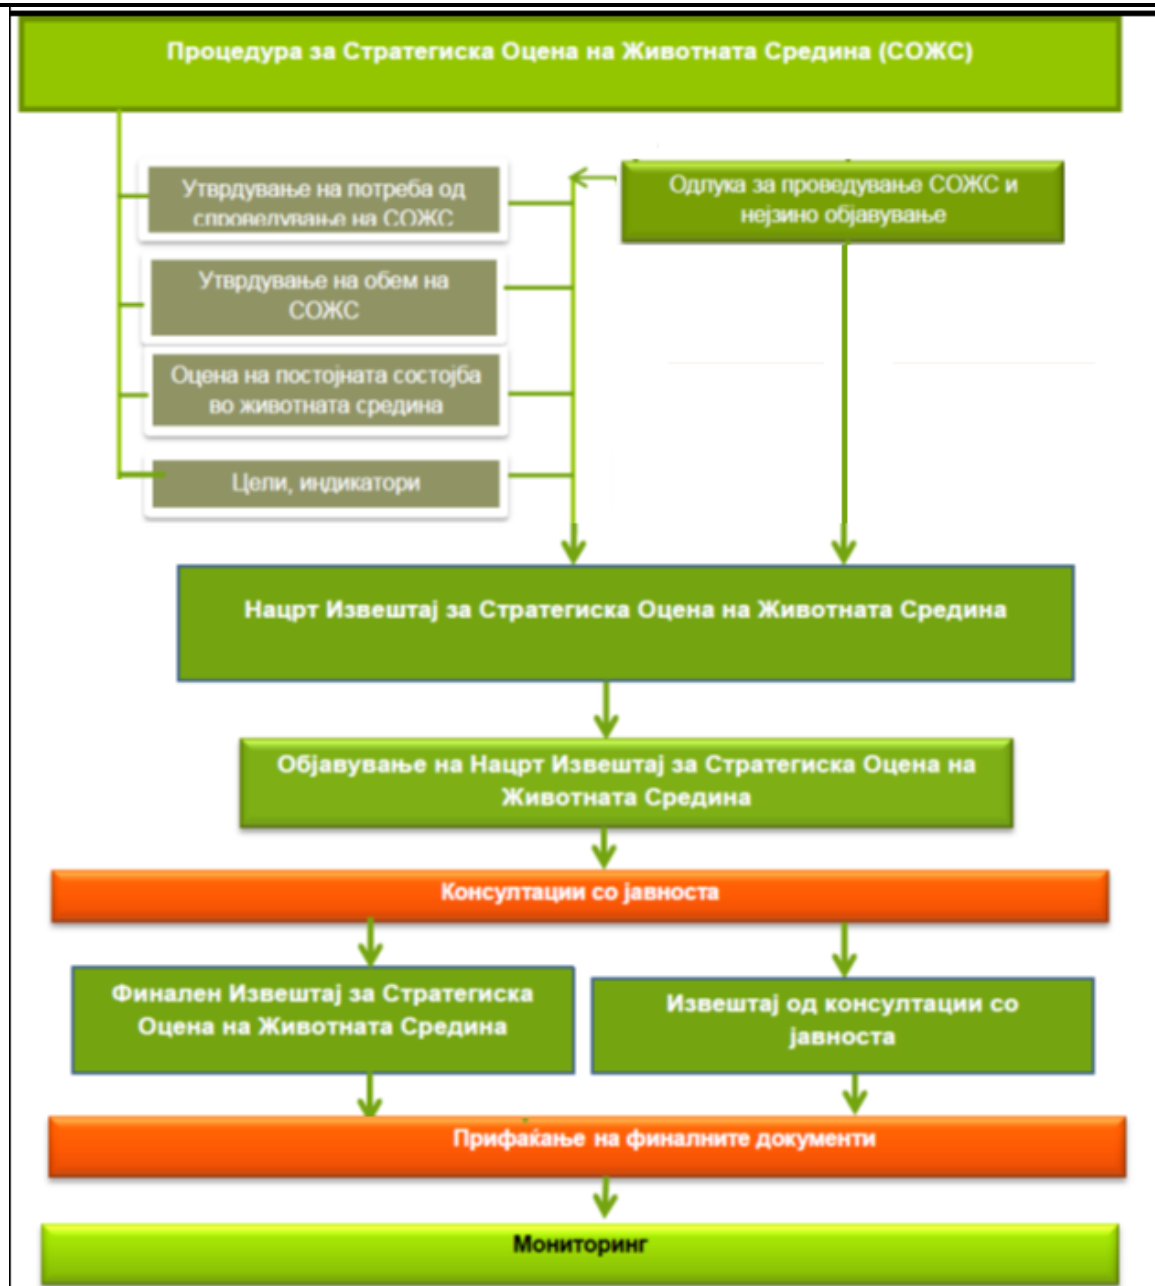 Процедура за Стратегиска Оцена на Животната Средина (СОЖС)
Утврдување на потреба од
спроведување на СОЖС
Одлука за проведување СОЖС и
нејзино објавување
Утврдување на обем на
СОЖС
Оцена на постојната состојба
во животната средина
Цели, индикатори
Нацрт Извештај за Стратегиска Оцена на Животната Средина
Објавување на Нацрт Извештај за Стратегиска Оцена на
Животната Средина
Консултации со јавноста
Финален Извештај за Стратегиска
Оцена на Животната Средина
Извештај од консултации со
јавноста
Прифаќање на финалните документи
Мониторинг